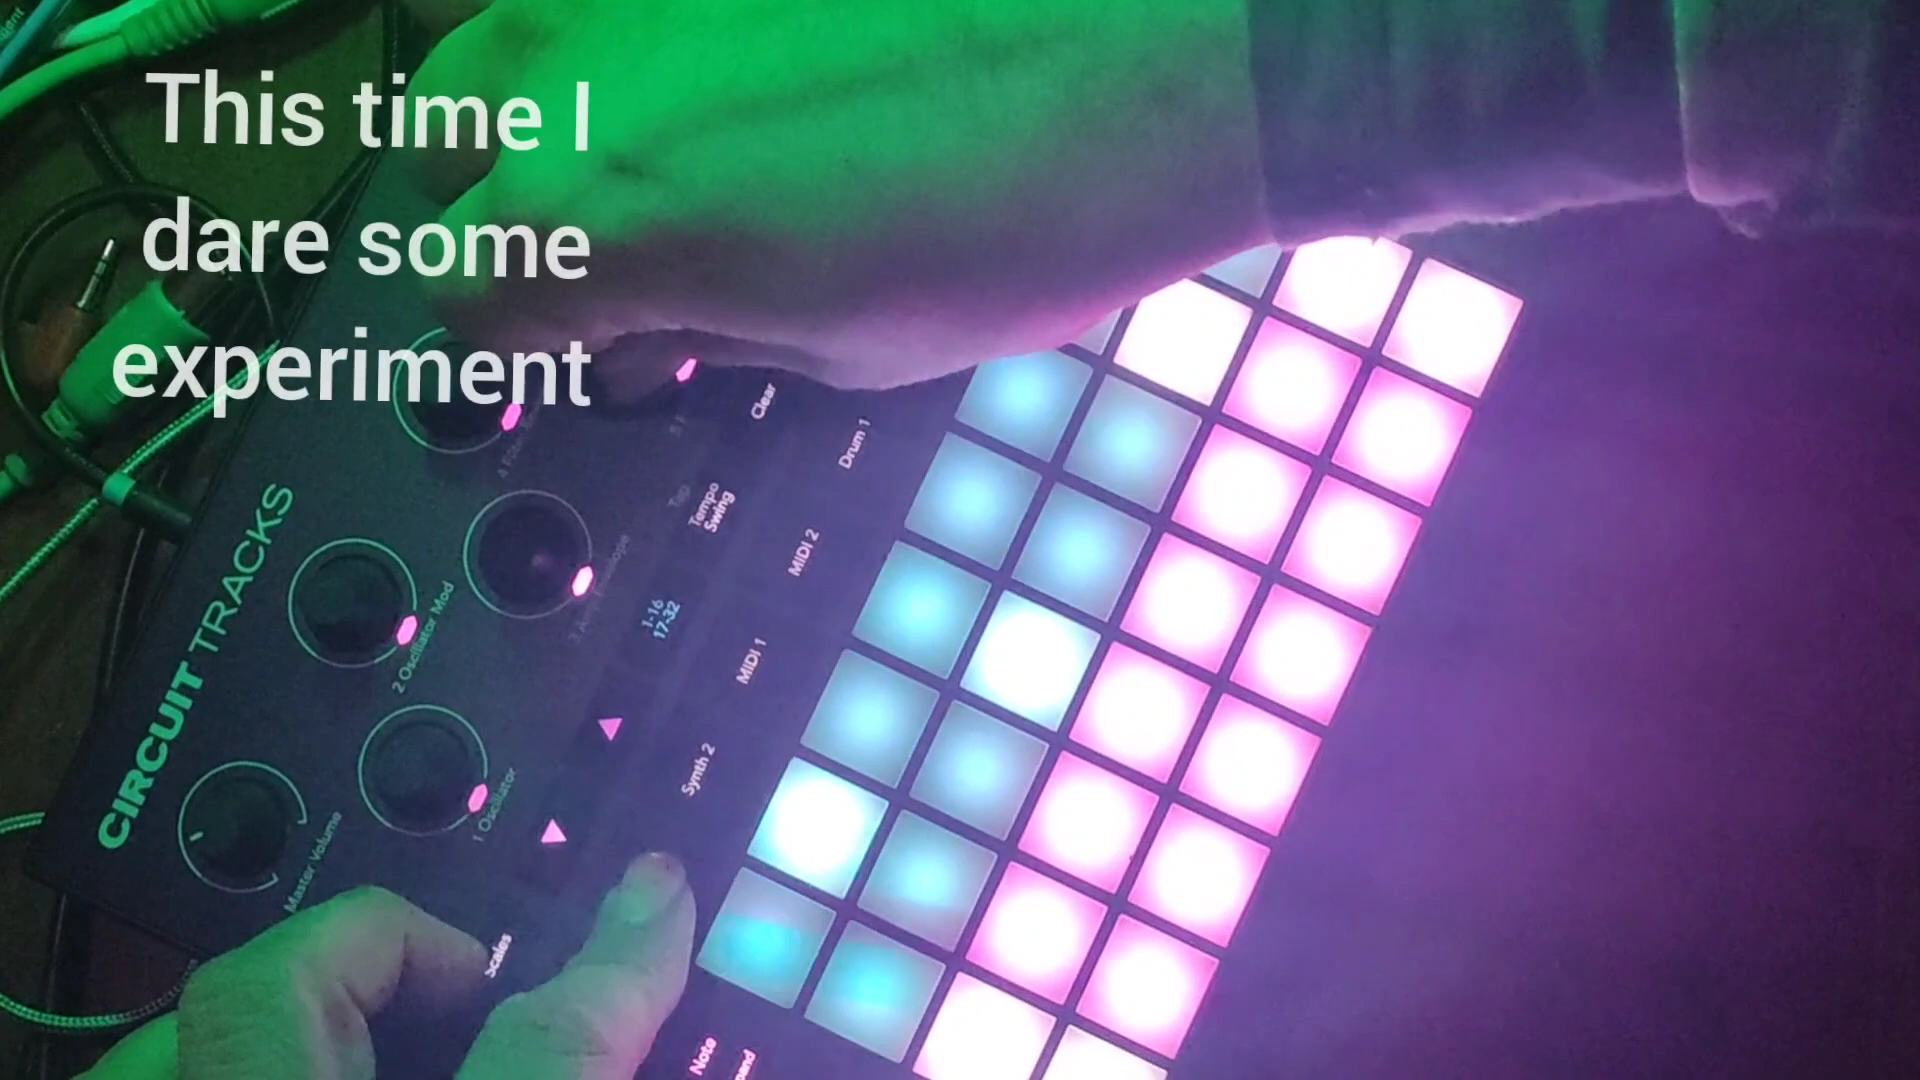 This time I
dare some
experiment
CIRCUIT TRACKS
Master Volume
1 Oscillator
2 Oscillator Mod
Scales
1-16
17-32
Tap
Tempo
Swing
Clear
Drum 1
MIDI 2
MIDI 1
Synth 2
Note